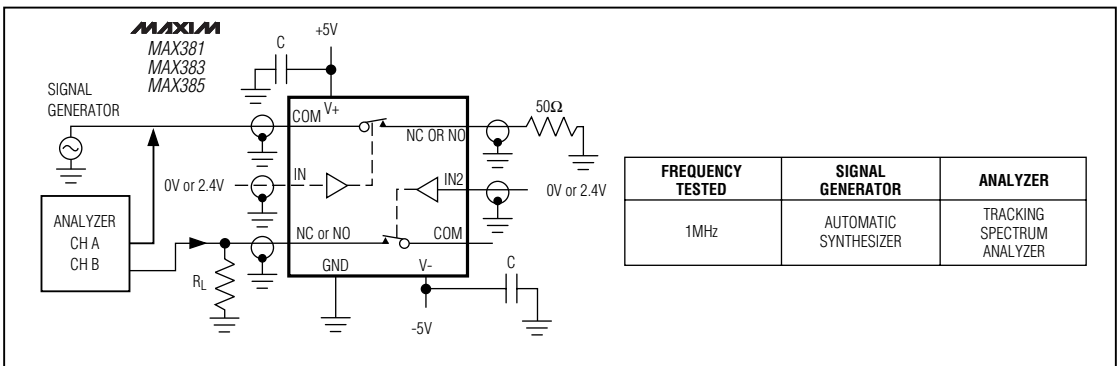 MAXIM
MAX381
MAX383
MAX385
+5V
C
SIGNAL
GENERATOR
V+
COM
50Ω
NC OR NO
IN
IN2
0V or 2.4V
0V or 2.4V
ANALYZER
CH A
CH B
NC or NO
COM
RL
GND
V-
C
-5V
FREQUENCY TESTED
SIGNAL GENERATOR
ANALYZER
1MHz
AUTOMATIC SYNTHESIZER
TRACKING SPECTRUM ANALYZER